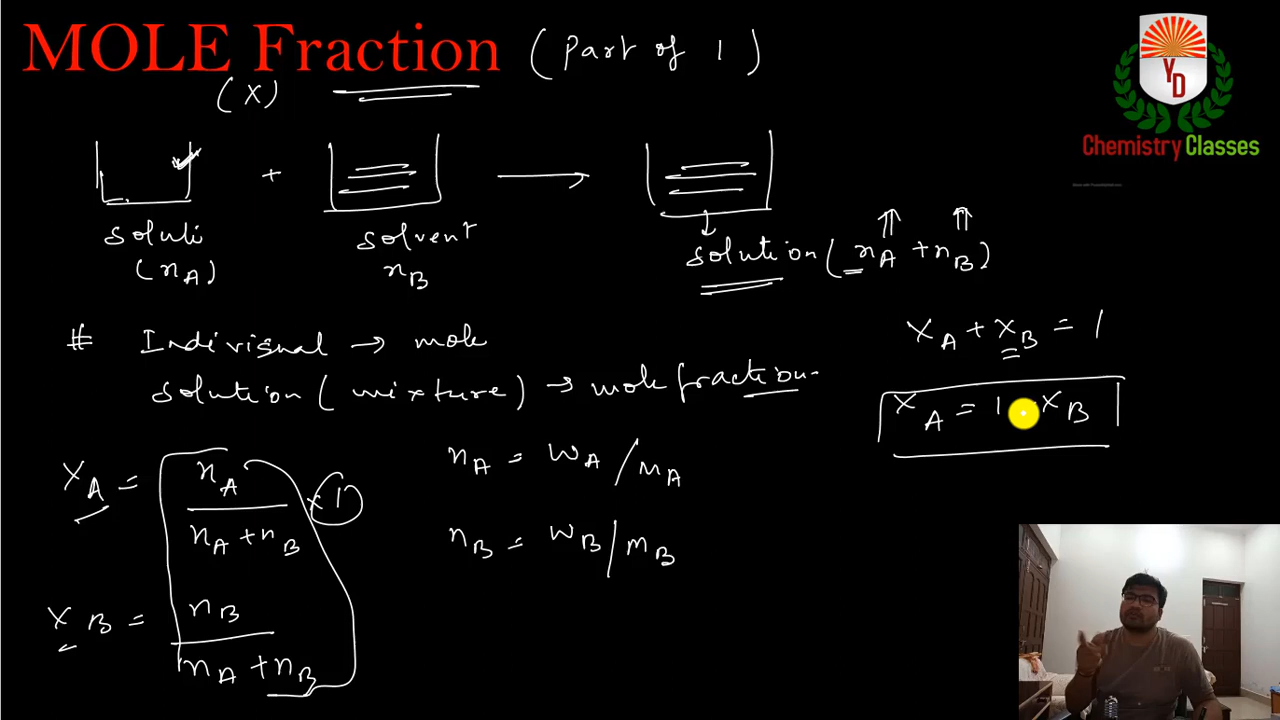 MOLE Fraction (Part of 1)
(X)
YD
Chemistry Classes
+
soluti
(nA)
solvent
nB
solution (nA + nB)
# Indivisual → mole
solution (mixture) → mole fraction.
XA + XB = 1
XA = 1 - XB
XA = nA / nA + nB × 1
nA = WA / MA
nB = WB / MB
XB = nB / nA + nB